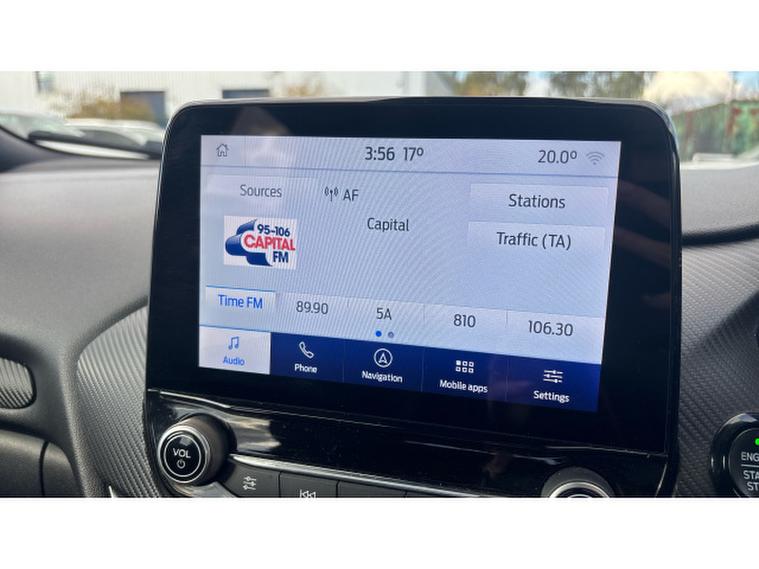 3:56 17° 20.0°
Sources AF Stations
95-106
CAPITAL
FM
Capital
Traffic (TA)
Time FM 89.90 5A 810 106.30
Audio Phone Navigation Mobile apps Settings
VOL